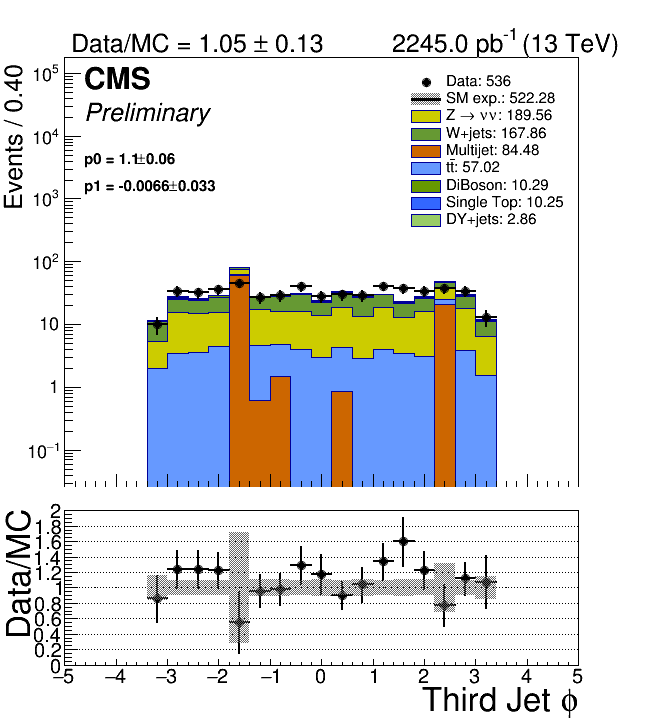 Data/MC = 1.05 ± 0.13 2245.0 pb⁻¹ (13 TeV)
CMS
Preliminary
p0 = 1.1±0.06
p1 = -0.0066±0.033
Data: 536
SM exp.: 522.28
Z → νν: 189.56
W+jets: 167.86
Multijet: 84.48
tt̄: 57.02
DiBoson: 10.29
Single Top: 10.25
DY+jets: 2.86
Events / 0.40
10⁵
10⁴
10³
10²
10
1
10⁻¹
Data/MC
2
1.8
1.6
1.4
1.2
1
0.8
0.6
0.4
0.2
0
−5 −4 −3 −2 −1 0 1 2 3 4 5
Third Jet ϕ